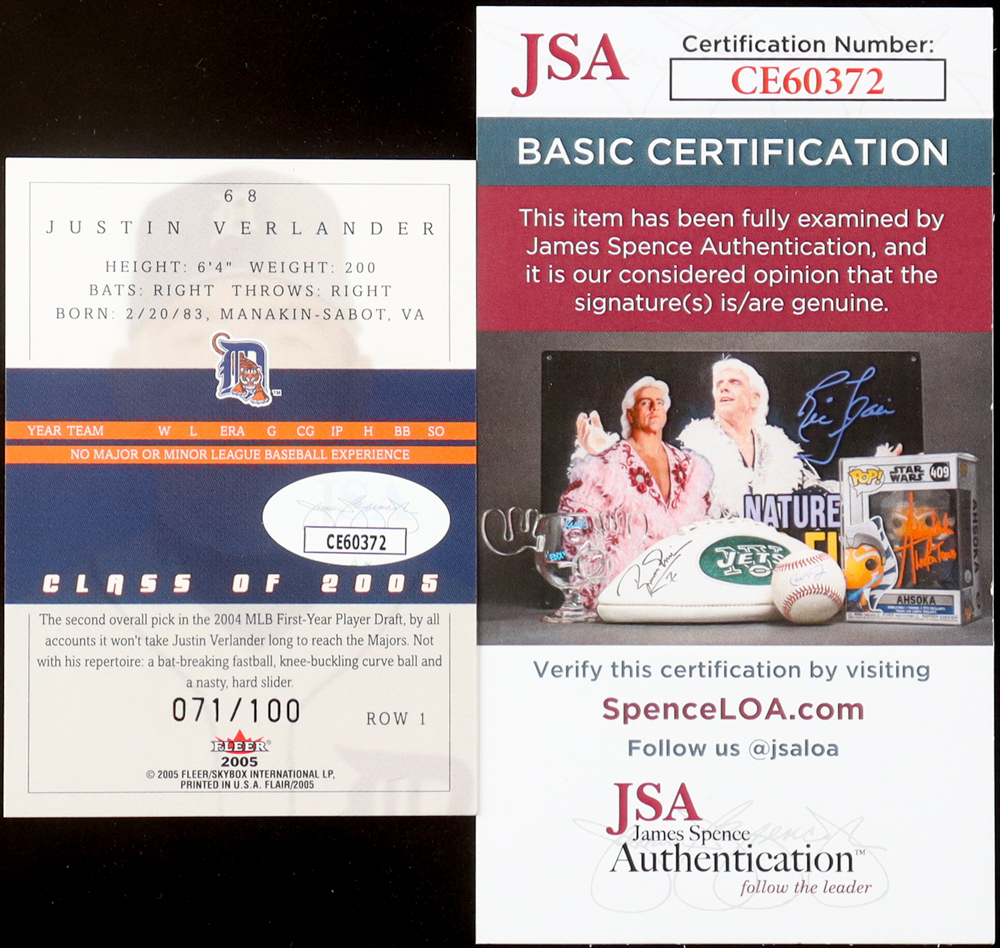 68
JUSTIN VERLANDER
HEIGHT: 6'4" WEIGHT: 200
BATS: RIGHT THROWS: RIGHT
BORN: 2/20/83, MANAKIN-SABOT, VA
D
TM
YEAR TEAM W L ERA G CG IP H BB SO
NO MAJOR OR MINOR LEAGUE BASEBALL EXPERIENCE
JSA
CE60372
CLASS OF 2005
The second overall pick in the 2004 MLB First-Year Player Draft, by all
accounts it won't take Justin Verlander long to reach the Majors. Not
with his repertoire: a bat-breaking fastball, knee-buckling curve ball and
a nasty, hard slider.
071/100
ROW 1
FLEER®
2005
© 2005 FLEER/SKYBOX INTERNATIONAL LP,
PRINTED IN U.S.A. FLAIR/2005
JSA
Certification Number:
CE60372
BASIC CERTIFICATION
This item has been fully examined by
James Spence Authentication, and
it is our considered opinion that the
signature(s) is/are genuine.
Ric Flair
NATURE
POP!
STAR
WARS
409
JETS
AHSOKA
AHSOKA
Verify this certification by visiting
SpenceLOA.com
Follow us @jsaloa
JSA
James Spence
Authentication™
follow the leader